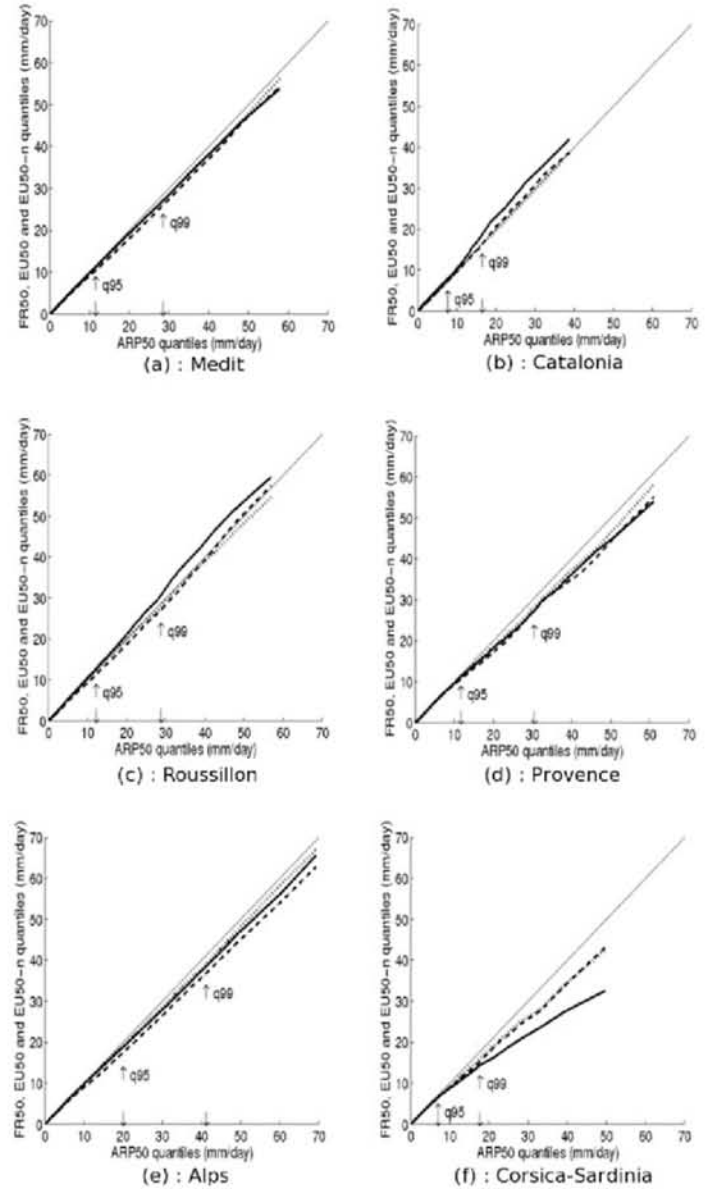 FR50, EU50 and EU50-n quantiles (mm/day)
70
60
50
40
30
20
10
0
q95
q99
0 10 20 30 40 50 60 70
ARP50 quantiles (mm/day)
(a) : Medit
FR50, EU50 and EU50-n quantiles (mm/day)
70
60
50
40
30
20
10
0
q95
q99
0 10 20 30 40 50 60 70
ARP50 quantiles (mm/day)
(b) : Catalonia
FR50, EU50 and EU50-n quantiles (mm/day)
70
60
50
40
30
20
10
0
q95
q99
0 10 20 30 40 50 60 70
ARP50 quantiles (mm/day)
(c) : Roussillon
FR50, EU50 and EU50-n quantiles (mm/day)
70
60
50
40
30
20
10
0
q95
q99
0 10 20 30 40 50 60 70
ARP50 quantiles (mm/day)
(d) : Provence
FR50, EU50 and EU50-n quantiles (mm/day)
70
60
50
40
30
20
10
0
q95
q99
0 10 20 30 40 50 60 70
ARP50 quantiles (mm/day)
(e) : Alps
FR50, EU50 and EU50-n quantiles (mm/day)
70
60
50
40
30
20
10
0
q95
q99
0 10 20 30 40 50 60 70
ARP50 quantiles (mm/day)
(f) : Corsica-Sardinia